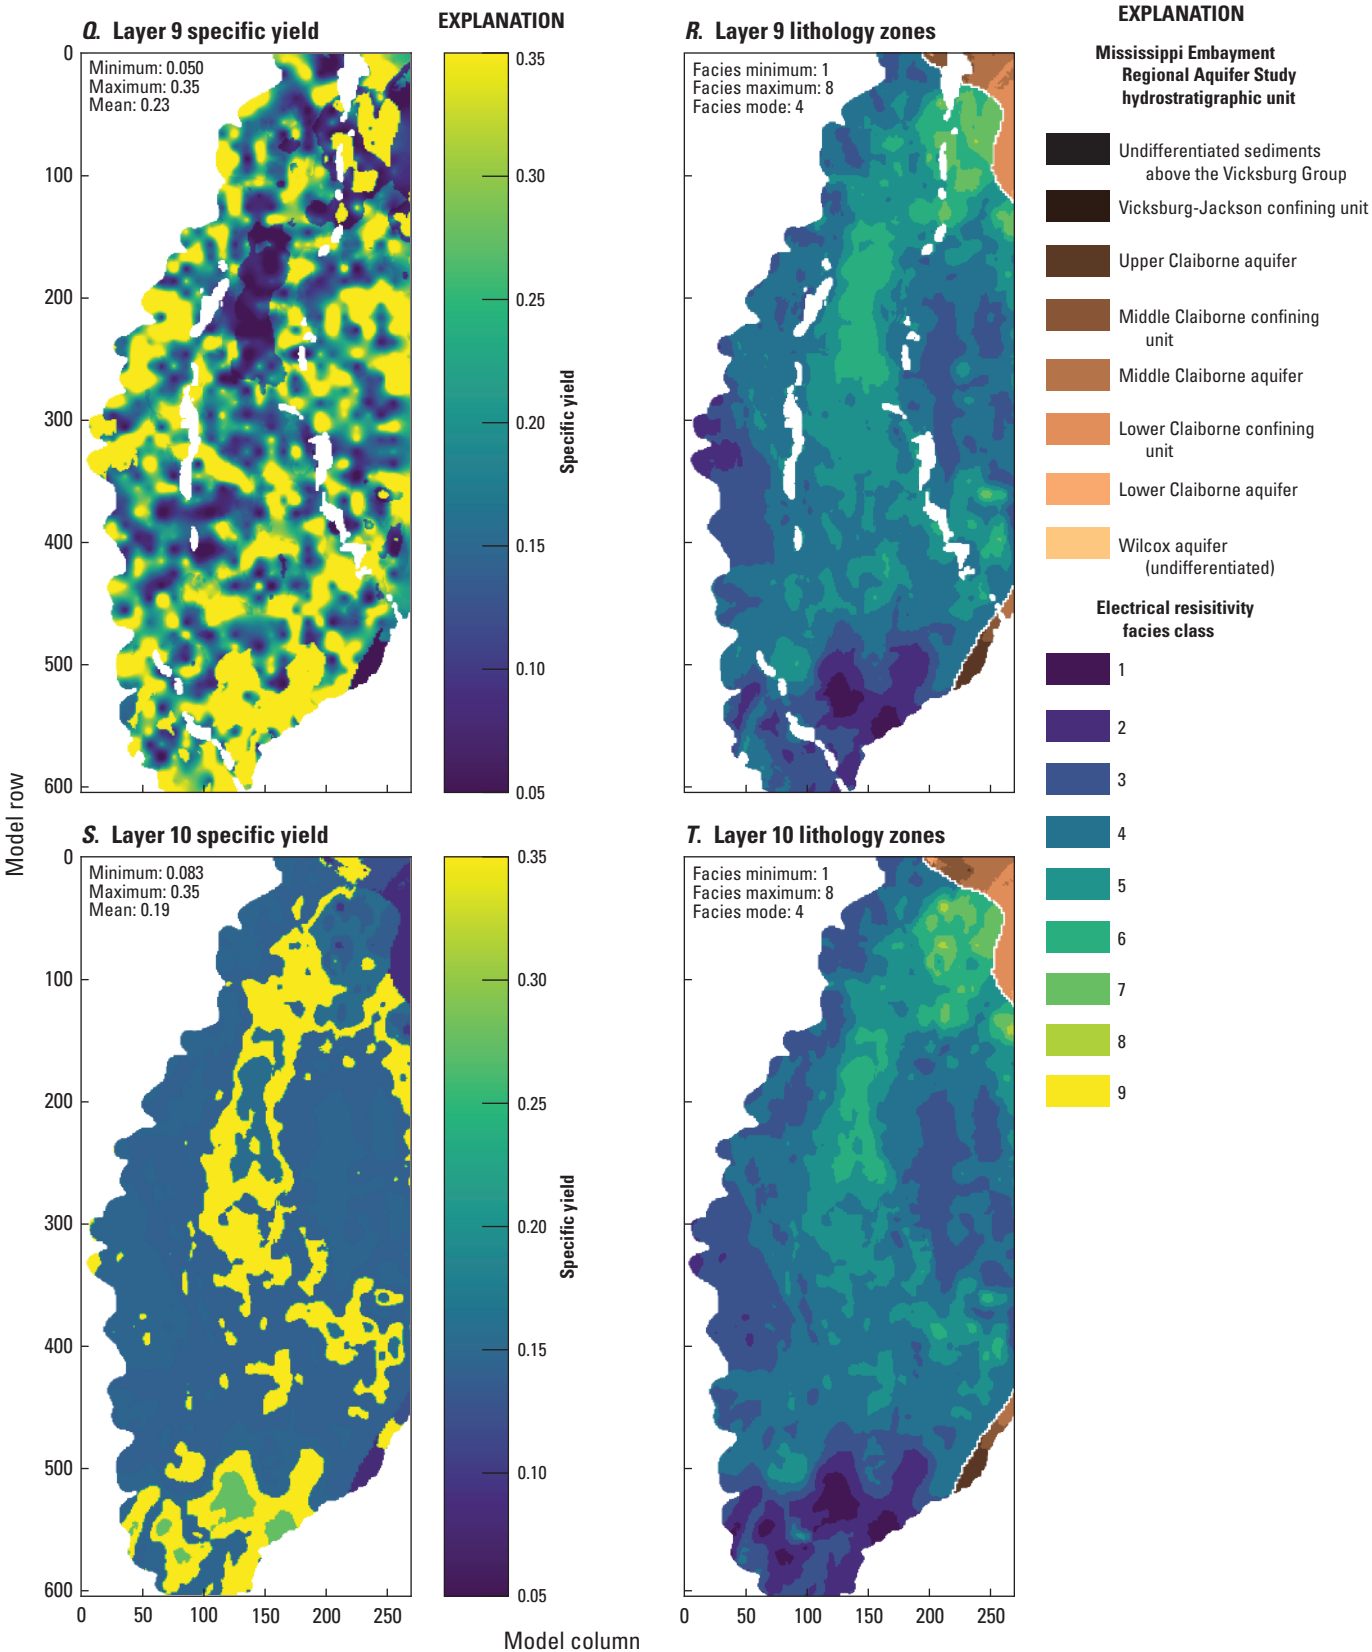 Q. Layer 9 specific yield
EXPLANATION
Minimum: 0.050
Maximum: 0.35
Mean: 0.23
0
100
200
300
400
500
600
0.35
0.30
0.25
0.20
0.15
0.10
0.05
Specific yield
R. Layer 9 lithology zones
Facies minimum: 1
Facies maximum: 8
Facies mode: 4
EXPLANATION
Mississippi Embayment
Regional Aquifer Study
hydrostratigraphic unit
Undifferentiated sediments
above the Vicksburg Group
Vicksburg-Jackson confining unit
Upper Claiborne aquifer
Middle Claiborne confining
unit
Middle Claiborne aquifer
Lower Claiborne confining
unit
Lower Claiborne aquifer
Wilcox aquifer
(undifferentiated)
Electrical resisitivity
facies class
1
2
3
4
5
6
7
8
9
Model row
S. Layer 10 specific yield
Minimum: 0.083
Maximum: 0.35
Mean: 0.19
0
100
200
300
400
500
600
0
50
100
150
200
250
0.35
0.30
0.25
0.20
0.15
0.10
0.05
Specific yield
T. Layer 10 lithology zones
Facies minimum: 1
Facies maximum: 8
Facies mode: 4
0
50
100
150
200
250
Model column